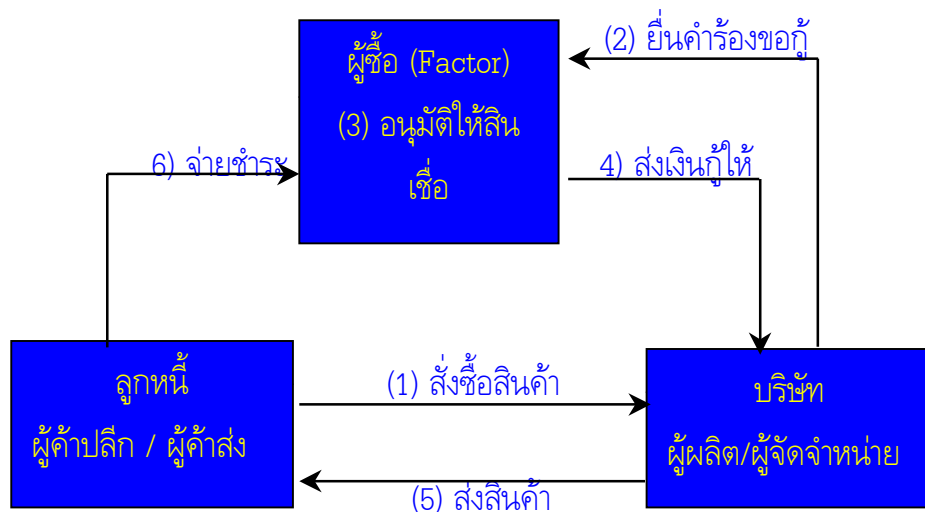 (2) ยื่นคำร้องขอกู้
ผู้ซื้อ (Factor)
(3) อนุมัติให้สิน
เชื่อ
6) จ่ายชำระ
4) ส่งเงินกู้ให้
ลูกหนี้
ผู้ค้าปลีก / ผู้ค้าส่ง
(1) สั่งซื้อสินค้า
บริษัท
ผู้ผลิต/ผู้จัดจำหน่าย
(5) ส่งสินค้า